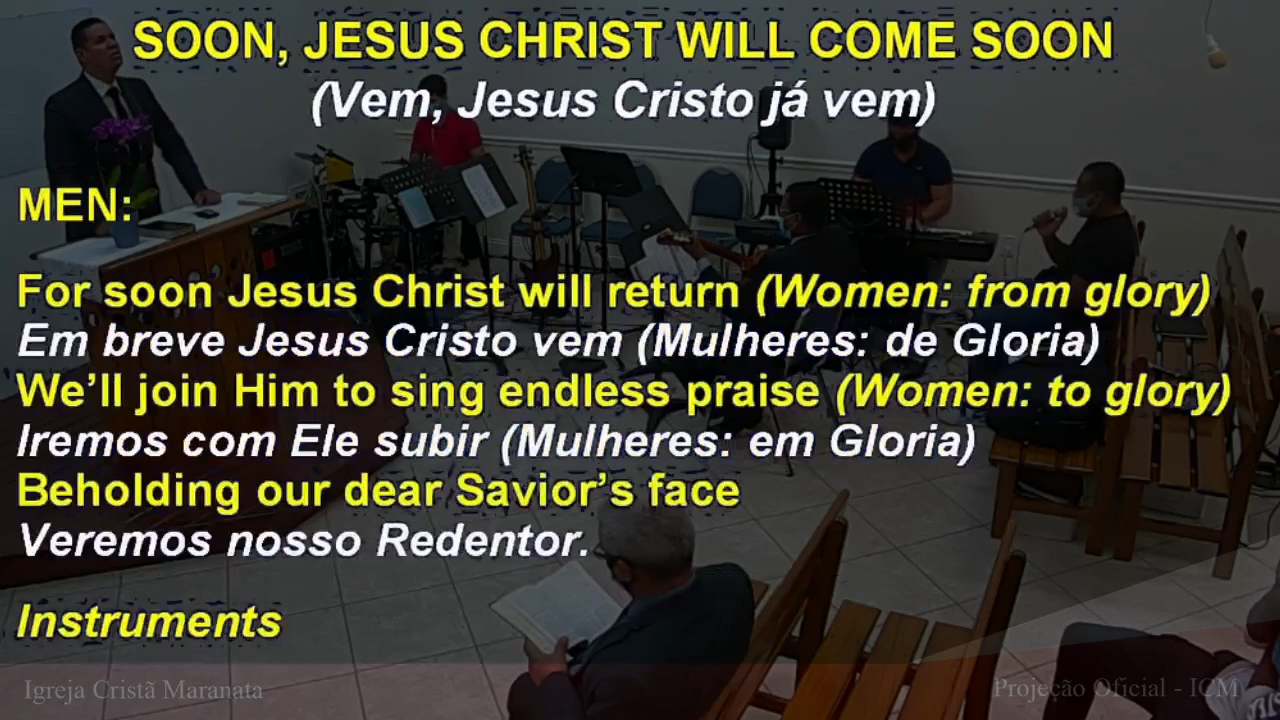 SOON, JESUS CHRIST WILL COME SOON
(Vem, Jesus Cristo já vem)
MEN:
For soon Jesus Christ will return (Women: from glory)
Em breve Jesus Cristo vem (Mulheres: de Gloria)
We’ll join Him to sing endless praise (Women: to glory)
Iremos com Ele subir (Mulheres: em Gloria)
Beholding our dear Savior’s face
Veremos nosso Redentor.
Instruments
Igreja Cristã Maranata
Projeção Oficial - ICM